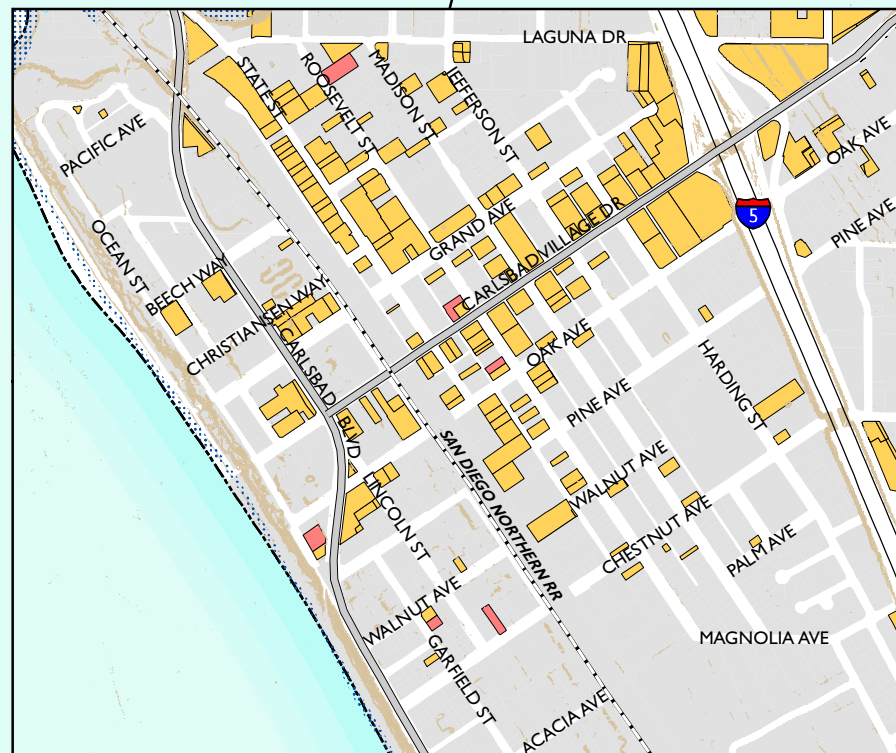 LAGUNA DR
STATE ST
ROOSEVELT ST
MADISON ST
JEFFERSON ST
PACIFIC AVE
OAK AVE
PINE AVE
5
OCEAN ST
GRAND AVE
CARLSBAD VILLAGE DR
BEECH WAY
CHRISTIANSEN WAY
CARLSBAD BLVD
OAK AVE
PINE AVE
HARDING ST
SAN DIEGO NORTHERN RR
WALNUT AVE
LINCOLN ST
CHESTNUT AVE
PALM AVE
WALNUT AVE
MAGNOLIA AVE
GARFIELD ST
ACACIA AVE